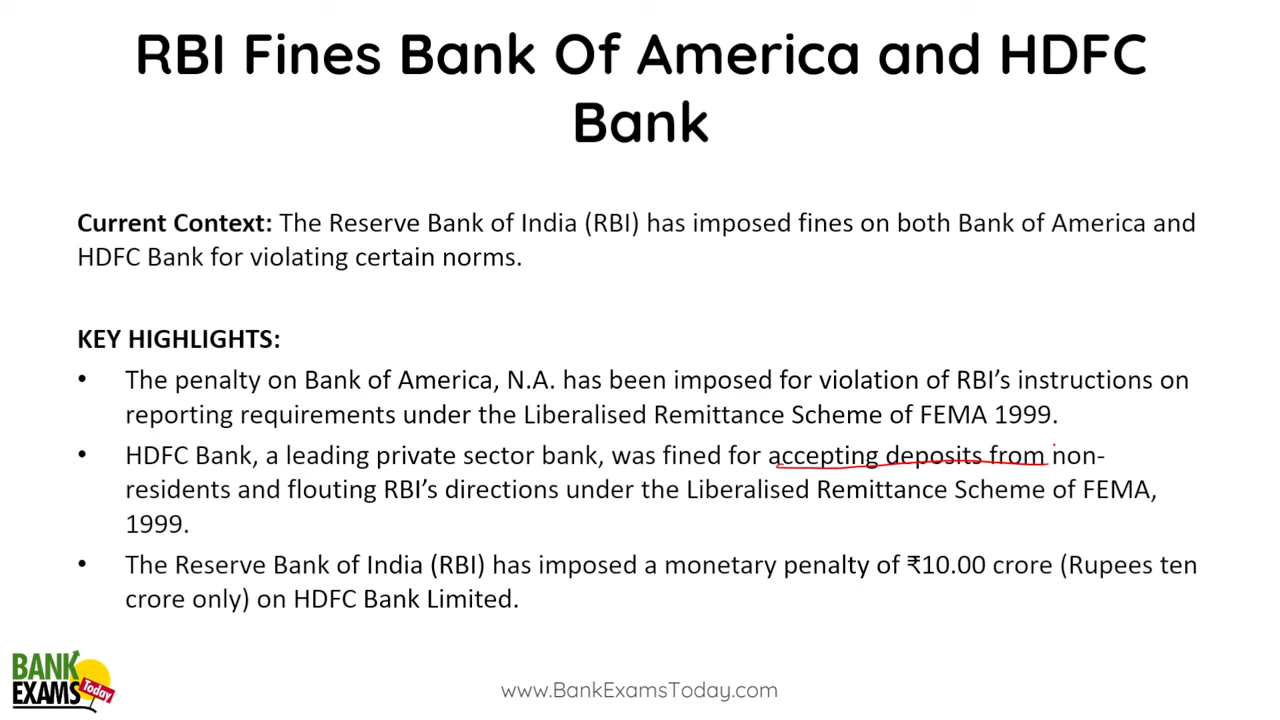 RBI Fines Bank Of America and HDFC
Bank
Current Context: The Reserve Bank of India (RBI) has imposed fines on both Bank of America and
HDFC Bank for violating certain norms.
KEY HIGHLIGHTS:
• The penalty on Bank of America, N.A. has been imposed for violation of RBI’s instructions on
reporting requirements under the Liberalised Remittance Scheme of FEMA 1999.
• HDFC Bank, a leading private sector bank, was fined for accepting deposits from non-
residents and flouting RBI’s directions under the Liberalised Remittance Scheme of FEMA,
1999.
• The Reserve Bank of India (RBI) has imposed a monetary penalty of ₹10.00 crore (Rupees ten
crore only) on HDFC Bank Limited.
BANK
EXAMS
Today
www.BankExamsToday.com